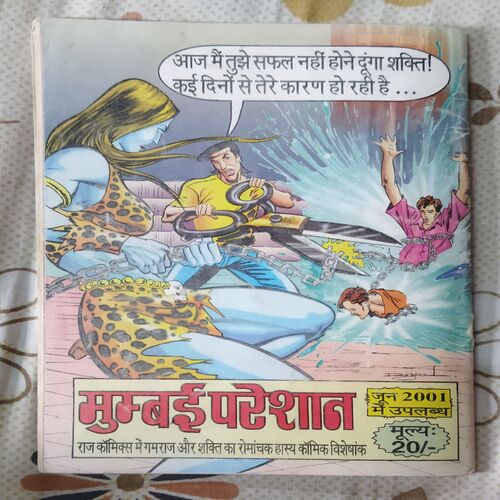 आज मैं तुझे सफल नहीं होने दूंगा शक्ति!
कई दिनों से तेरे कारण हो रही है ...
मुम्बई परेशान
जून 2001
में उपलब्ध
मूल्य:
20/-
राज कॉमिक्स में गमराज और शक्ति का रोमांचक हास्य कॉमिक विशेषांक